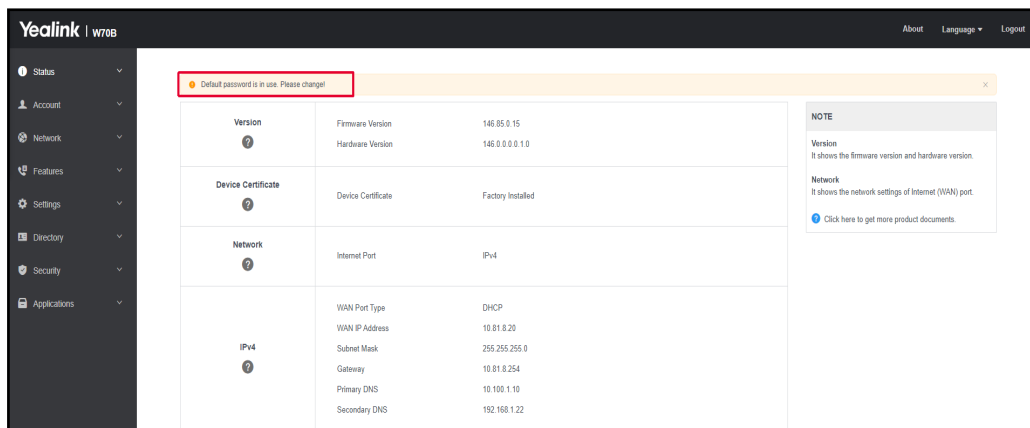 Yealink | W70B
About Language Logout
Status
Account
Network
Features
Settings
Directory
Security
Applications
Default password is in use. Please change!
Version
Firmware Version 146.85.0.15
Hardware Version 146.0.0.0.1.0
Device Certificate
Device Certificate Factory Installed
Network
Internet Port IPv4
IPv4
WAN Port Type DHCP
WAN IP Address 10.81.8.20
Subnet Mask 255.255.255.0
Gateway 10.81.8.254
Primary DNS 10.100.1.10
Secondary DNS 192.168.1.22
NOTE
Version
It shows the firmware version and hardware version.
Network
It shows the network settings of Internet (WAN) port.
Click here to get more product documents.